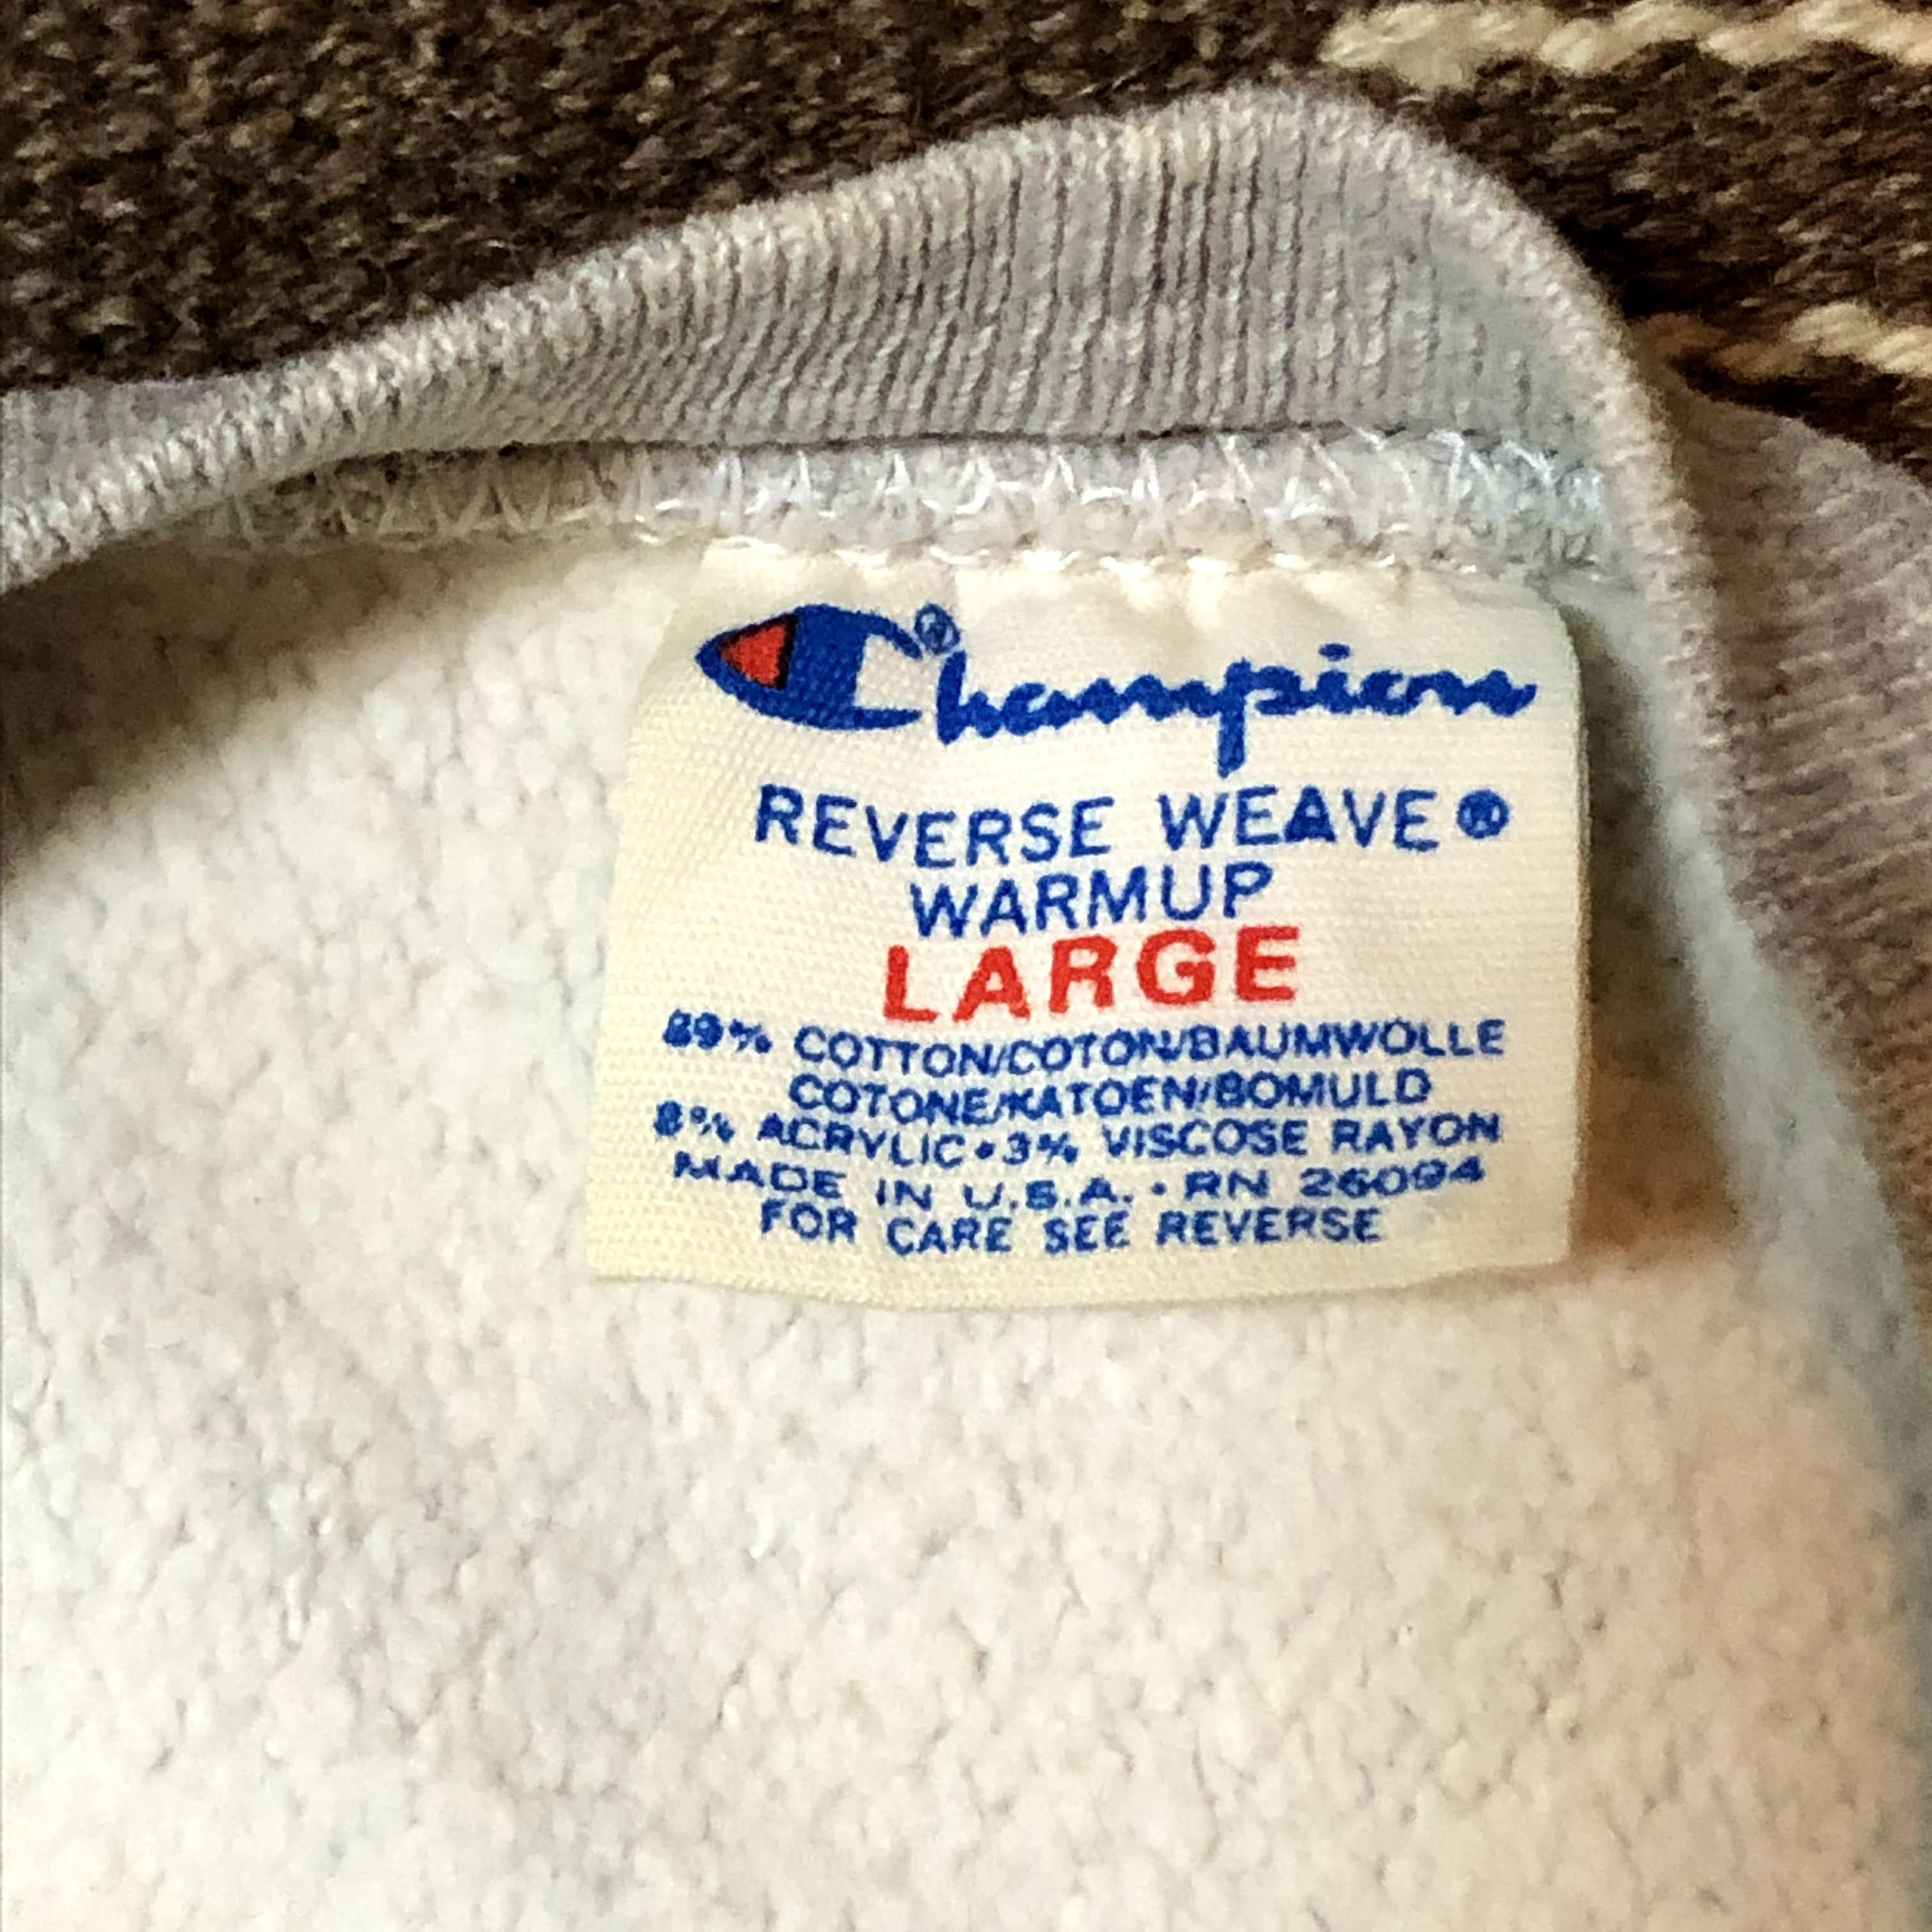 Champion®
REVERSE WEAVE®
WARMUP
LARGE
89% COTTON/COTON/BAUMWOLLE
COTONE/KATOEN/BOMULD
8% ACRYLIC•3% VISCOSE RAYON
MADE IN U.S.A. • RN 26094
FOR CARE SEE REVERSE